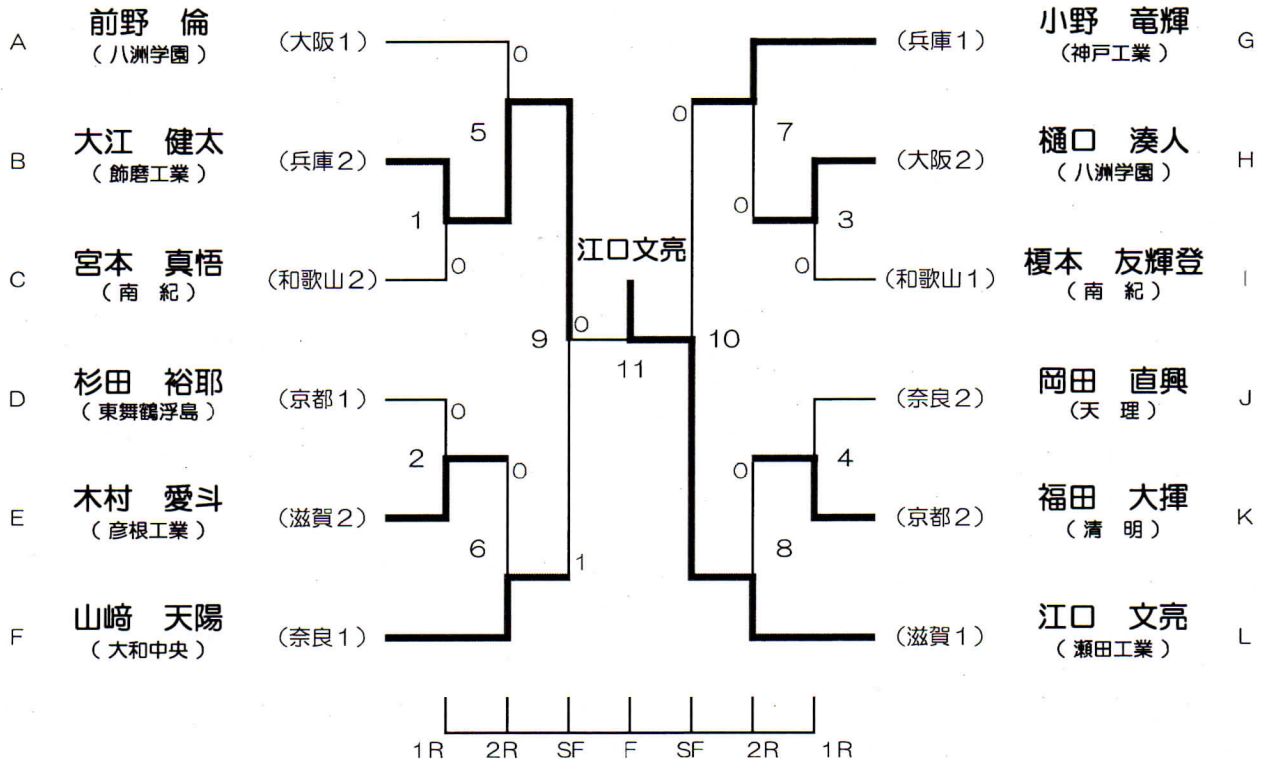 A 前野 倫 (大阪1)
(八洲学園)
0
5
B 大江 健太 (兵庫2)
(飾磨工業)
1
C 宮本 真悟 (和歌山2)
(南 紀)
0
9
0
D 杉田 裕耶 (京都1)
(東舞鶴浮島)
0
2
0
E 木村 愛斗 (滋賀2)
(彦根工業)
6
1
F 山﨑 天陽 (奈良1)
(大和中央)
江口文亮
11
(兵庫1) 小野 竜輝 G
(神戸工業)
0
7
(大阪2) 樋口 湊人 H
(八洲学園)
0
3
0
(和歌山1) 榎本 友輝登 I
(南 紀)
10
(奈良2) 岡田 直興 J
(天 理)
0
4
(京都2) 福田 大揮 K
(清 明)
8
(滋賀1) 江口 文亮 L
(瀬田工業)
1R 2R SF F SF 2R 1R